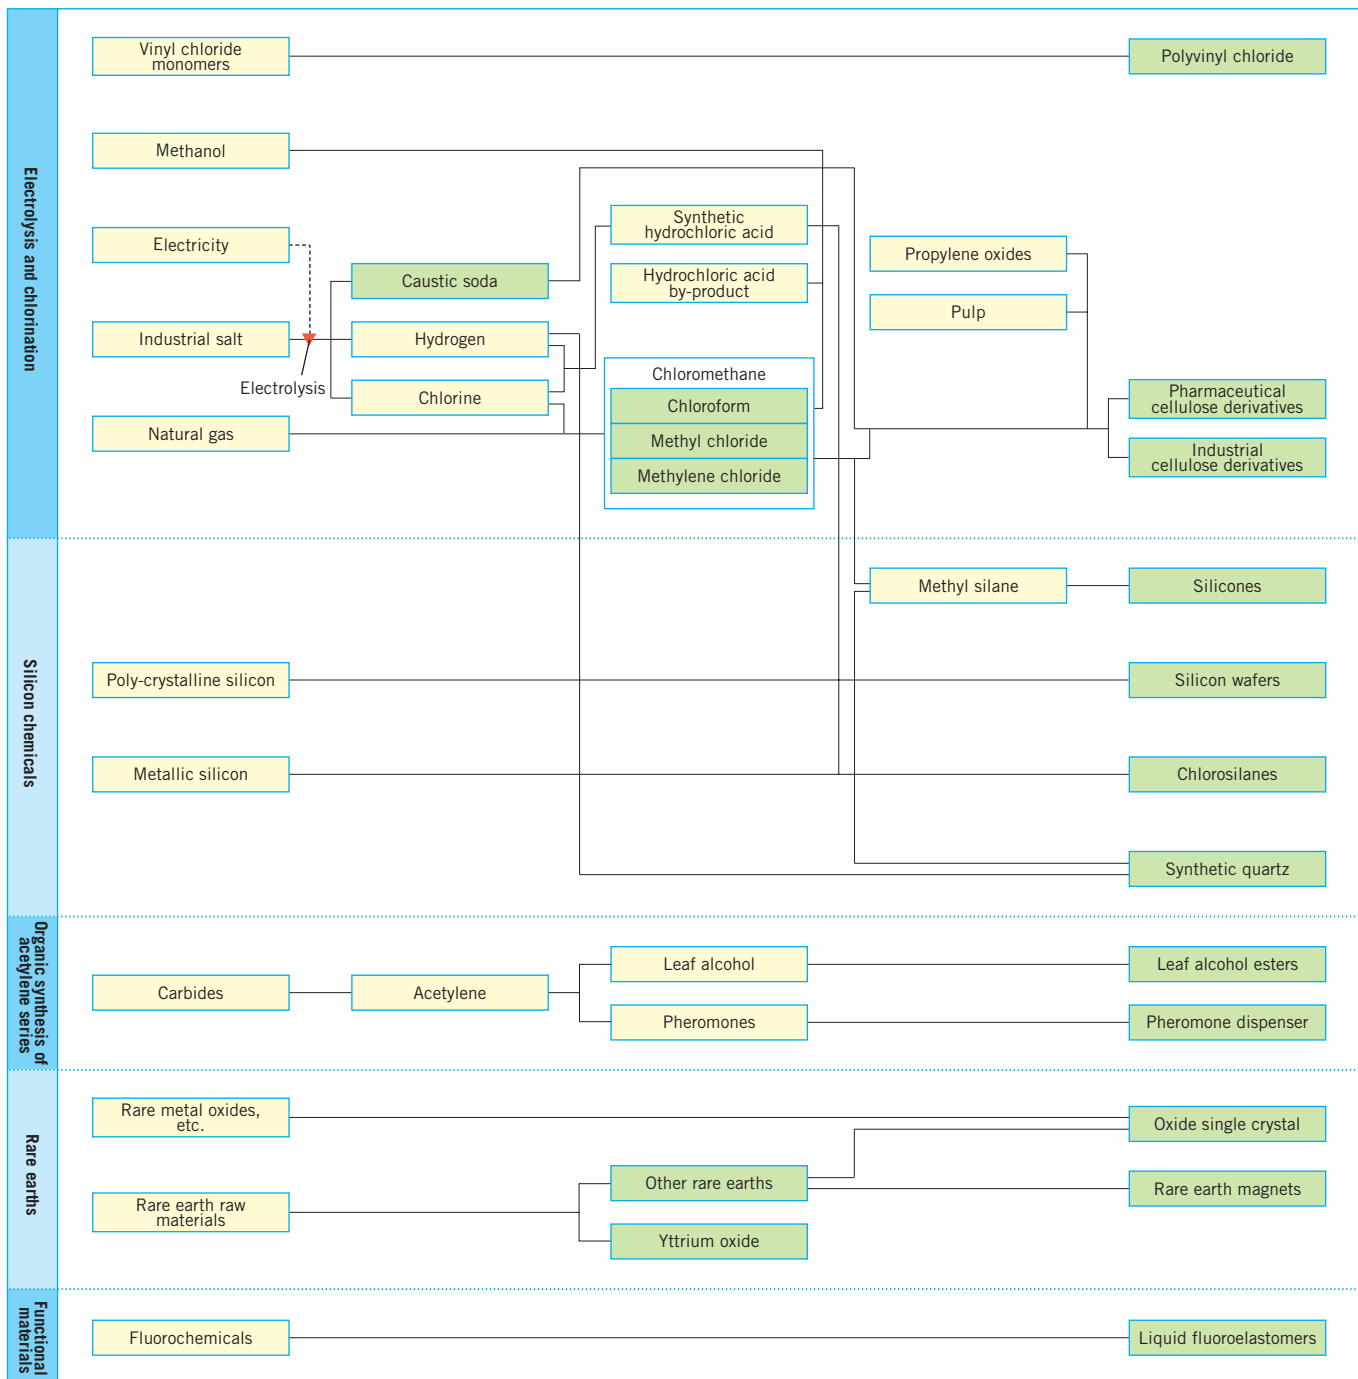 Electrolysis and chlorination
Vinyl chloride
monomers
Polyvinyl chloride
Methanol
Electricity
Synthetic
hydrochloric acid
Propylene oxides
Caustic soda
Hydrochloric acid
by-product
Pulp
Industrial salt
Hydrogen
Electrolysis
Chloromethane
Chlorine
Chloroform
Pharmaceutical
cellulose derivatives
Natural gas
Methyl chloride
Industrial
cellulose derivatives
Methylene chloride
Silicon chemicals
Methyl silane
Silicones
Poly-crystalline silicon
Silicon wafers
Metallic silicon
Chlorosilanes
Synthetic quartz
Organic synthesis of
acetylene series
Leaf alcohol
Leaf alcohol esters
Carbides
Acetylene
Pheromones
Pheromone dispenser
Rare earths
Rare metal oxides,
etc.
Oxide single crystal
Other rare earths
Rare earth magnets
Rare earth raw
materials
Yttrium oxide
Functional
materials
Fluorochemicals
Liquid fluoroelastomers